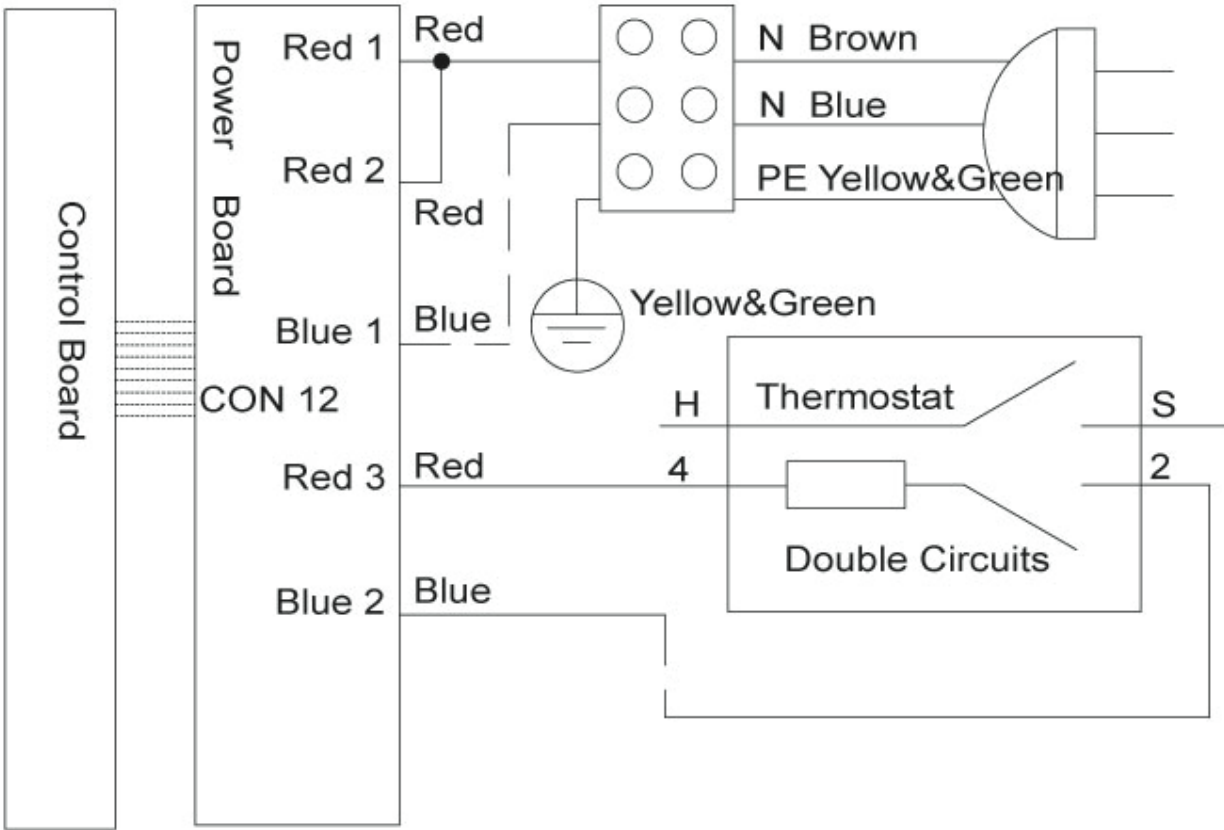 Control Board
Power Board
Red 1
Red 2
Blue 1
CON 12
Red 3
Blue 2
Red
Red
Blue
Red
Blue
N Brown
N Blue
PE Yellow&Green
Yellow&Green
H
Thermostat
S
4
2
Double Circuits